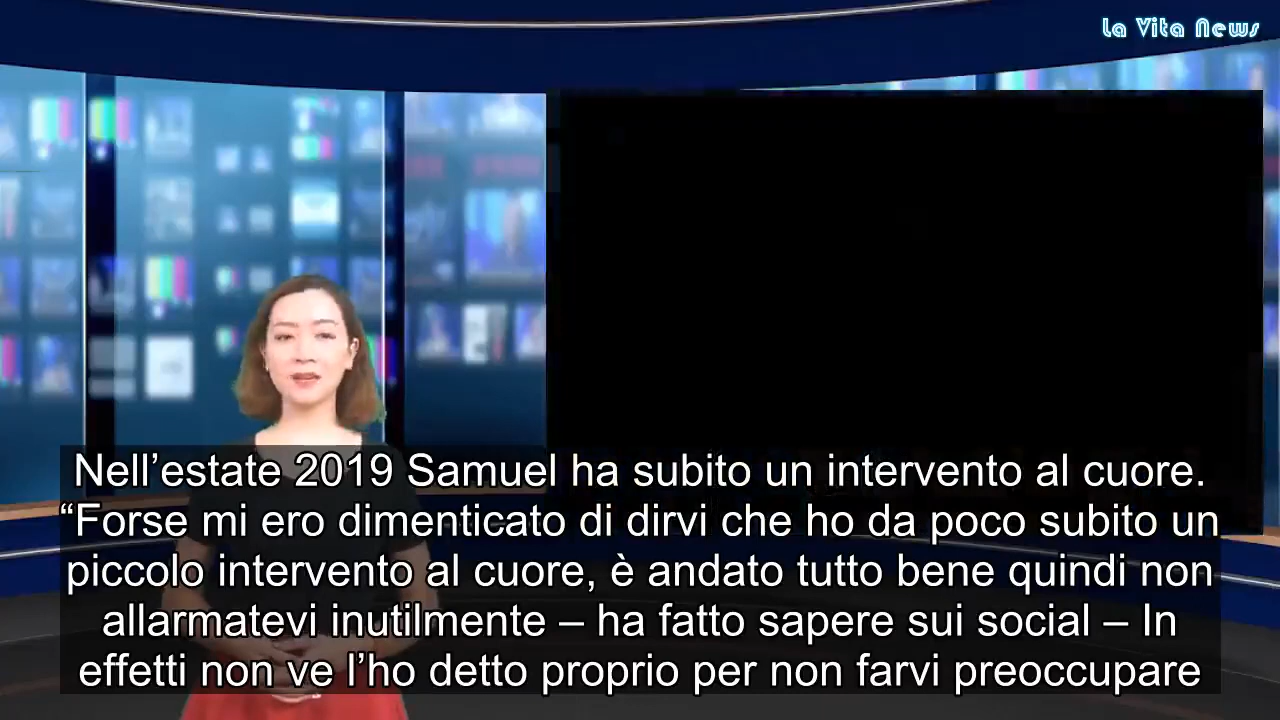 La Vita News
Nell’estate 2019 Samuel ha subito un intervento al cuore.
“Forse mi ero dimenticato di dirvi che ho da poco subito un
piccolo intervento al cuore, è andato tutto bene quindi non
allarmatevi inutilmente – ha fatto sapere sui social – In
effetti non ve l’ho detto proprio per non farvi preoccupare